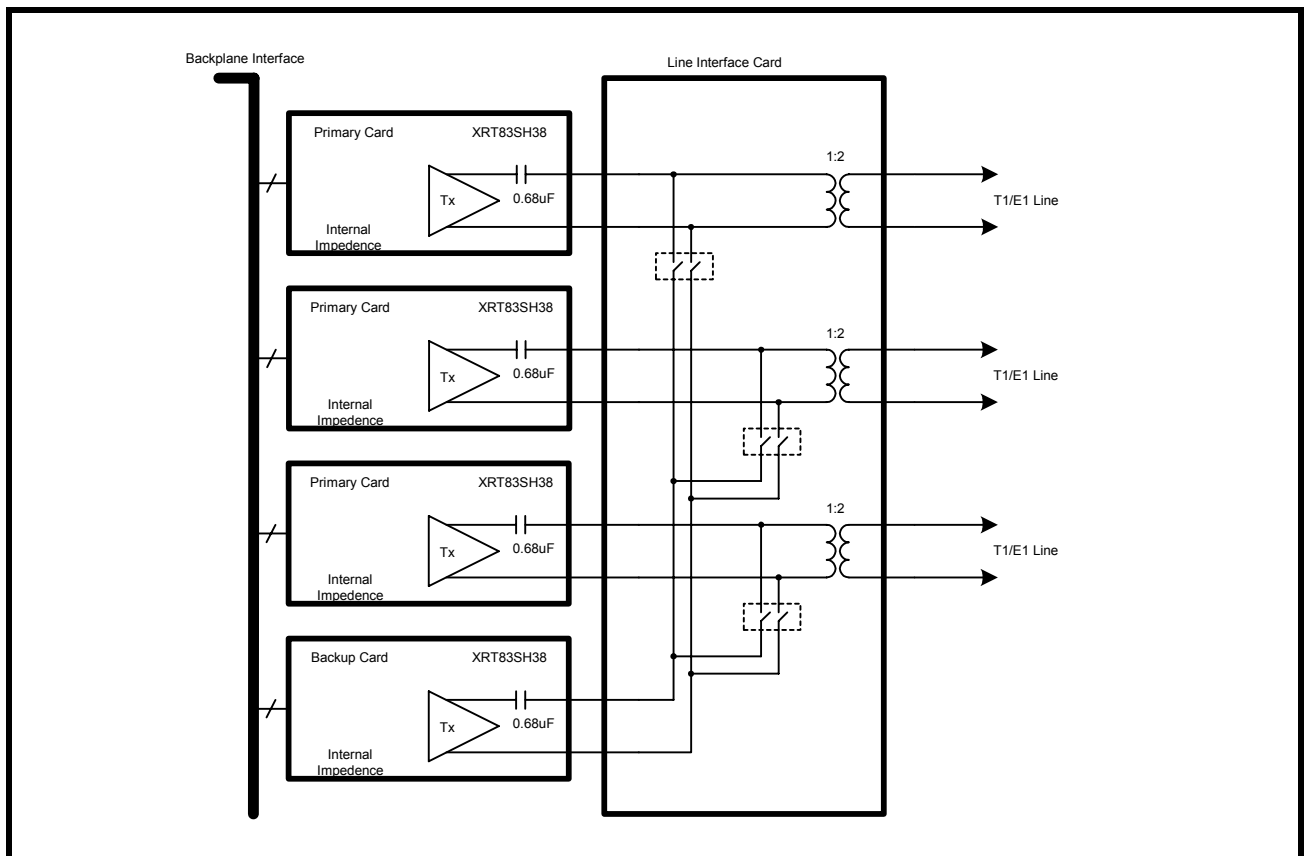 Backplane Interface
Line Interface Card
Primary Card XRT83SH38
Tx
0.68uF
Internal
Impedence
1:2
T1/E1 Line
Primary Card XRT83SH38
Tx
0.68uF
Internal
Impedence
1:2
T1/E1 Line
Primary Card XRT83SH38
Tx
0.68uF
Internal
Impedence
1:2
T1/E1 Line
Backup Card XRT83SH38
Tx
0.68uF
Internal
Impedence